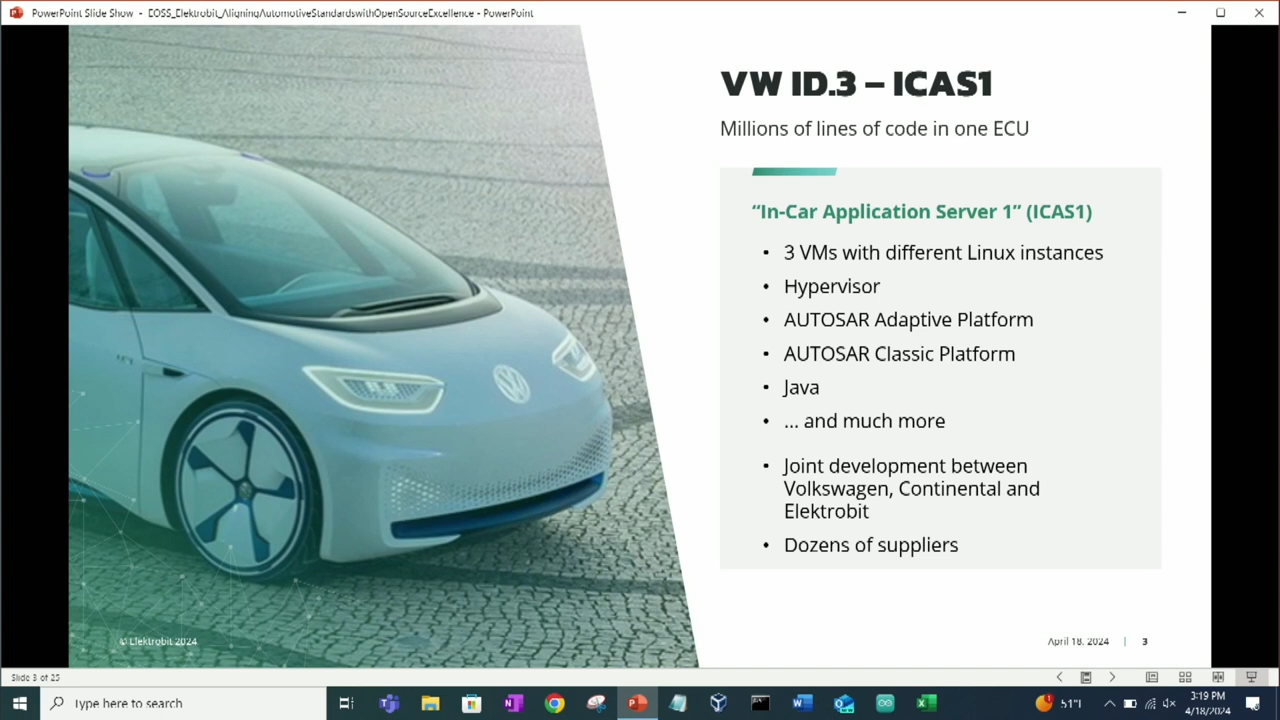 PowerPoint Slide Show - EOSS_Elektrobit_AligningAutomotiveStandardswithOpenSourceExcellence - PowerPoint
VW ID.3 – ICAS1
Millions of lines of code in one ECU
“In-Car Application Server 1” (ICAS1)
• 3 VMs with different Linux instances
• Hypervisor
• AUTOSAR Adaptive Platform
• AUTOSAR Classic Platform
• Java
• ... and much more
• Joint development between
Volkswagen, Continental and
Elektrobit
• Dozens of suppliers
© Elektrobit 2024
April 18, 2024 | 3
Slide 3 of 25
Type here to search
51°F
3:19 PM
4/18/2024